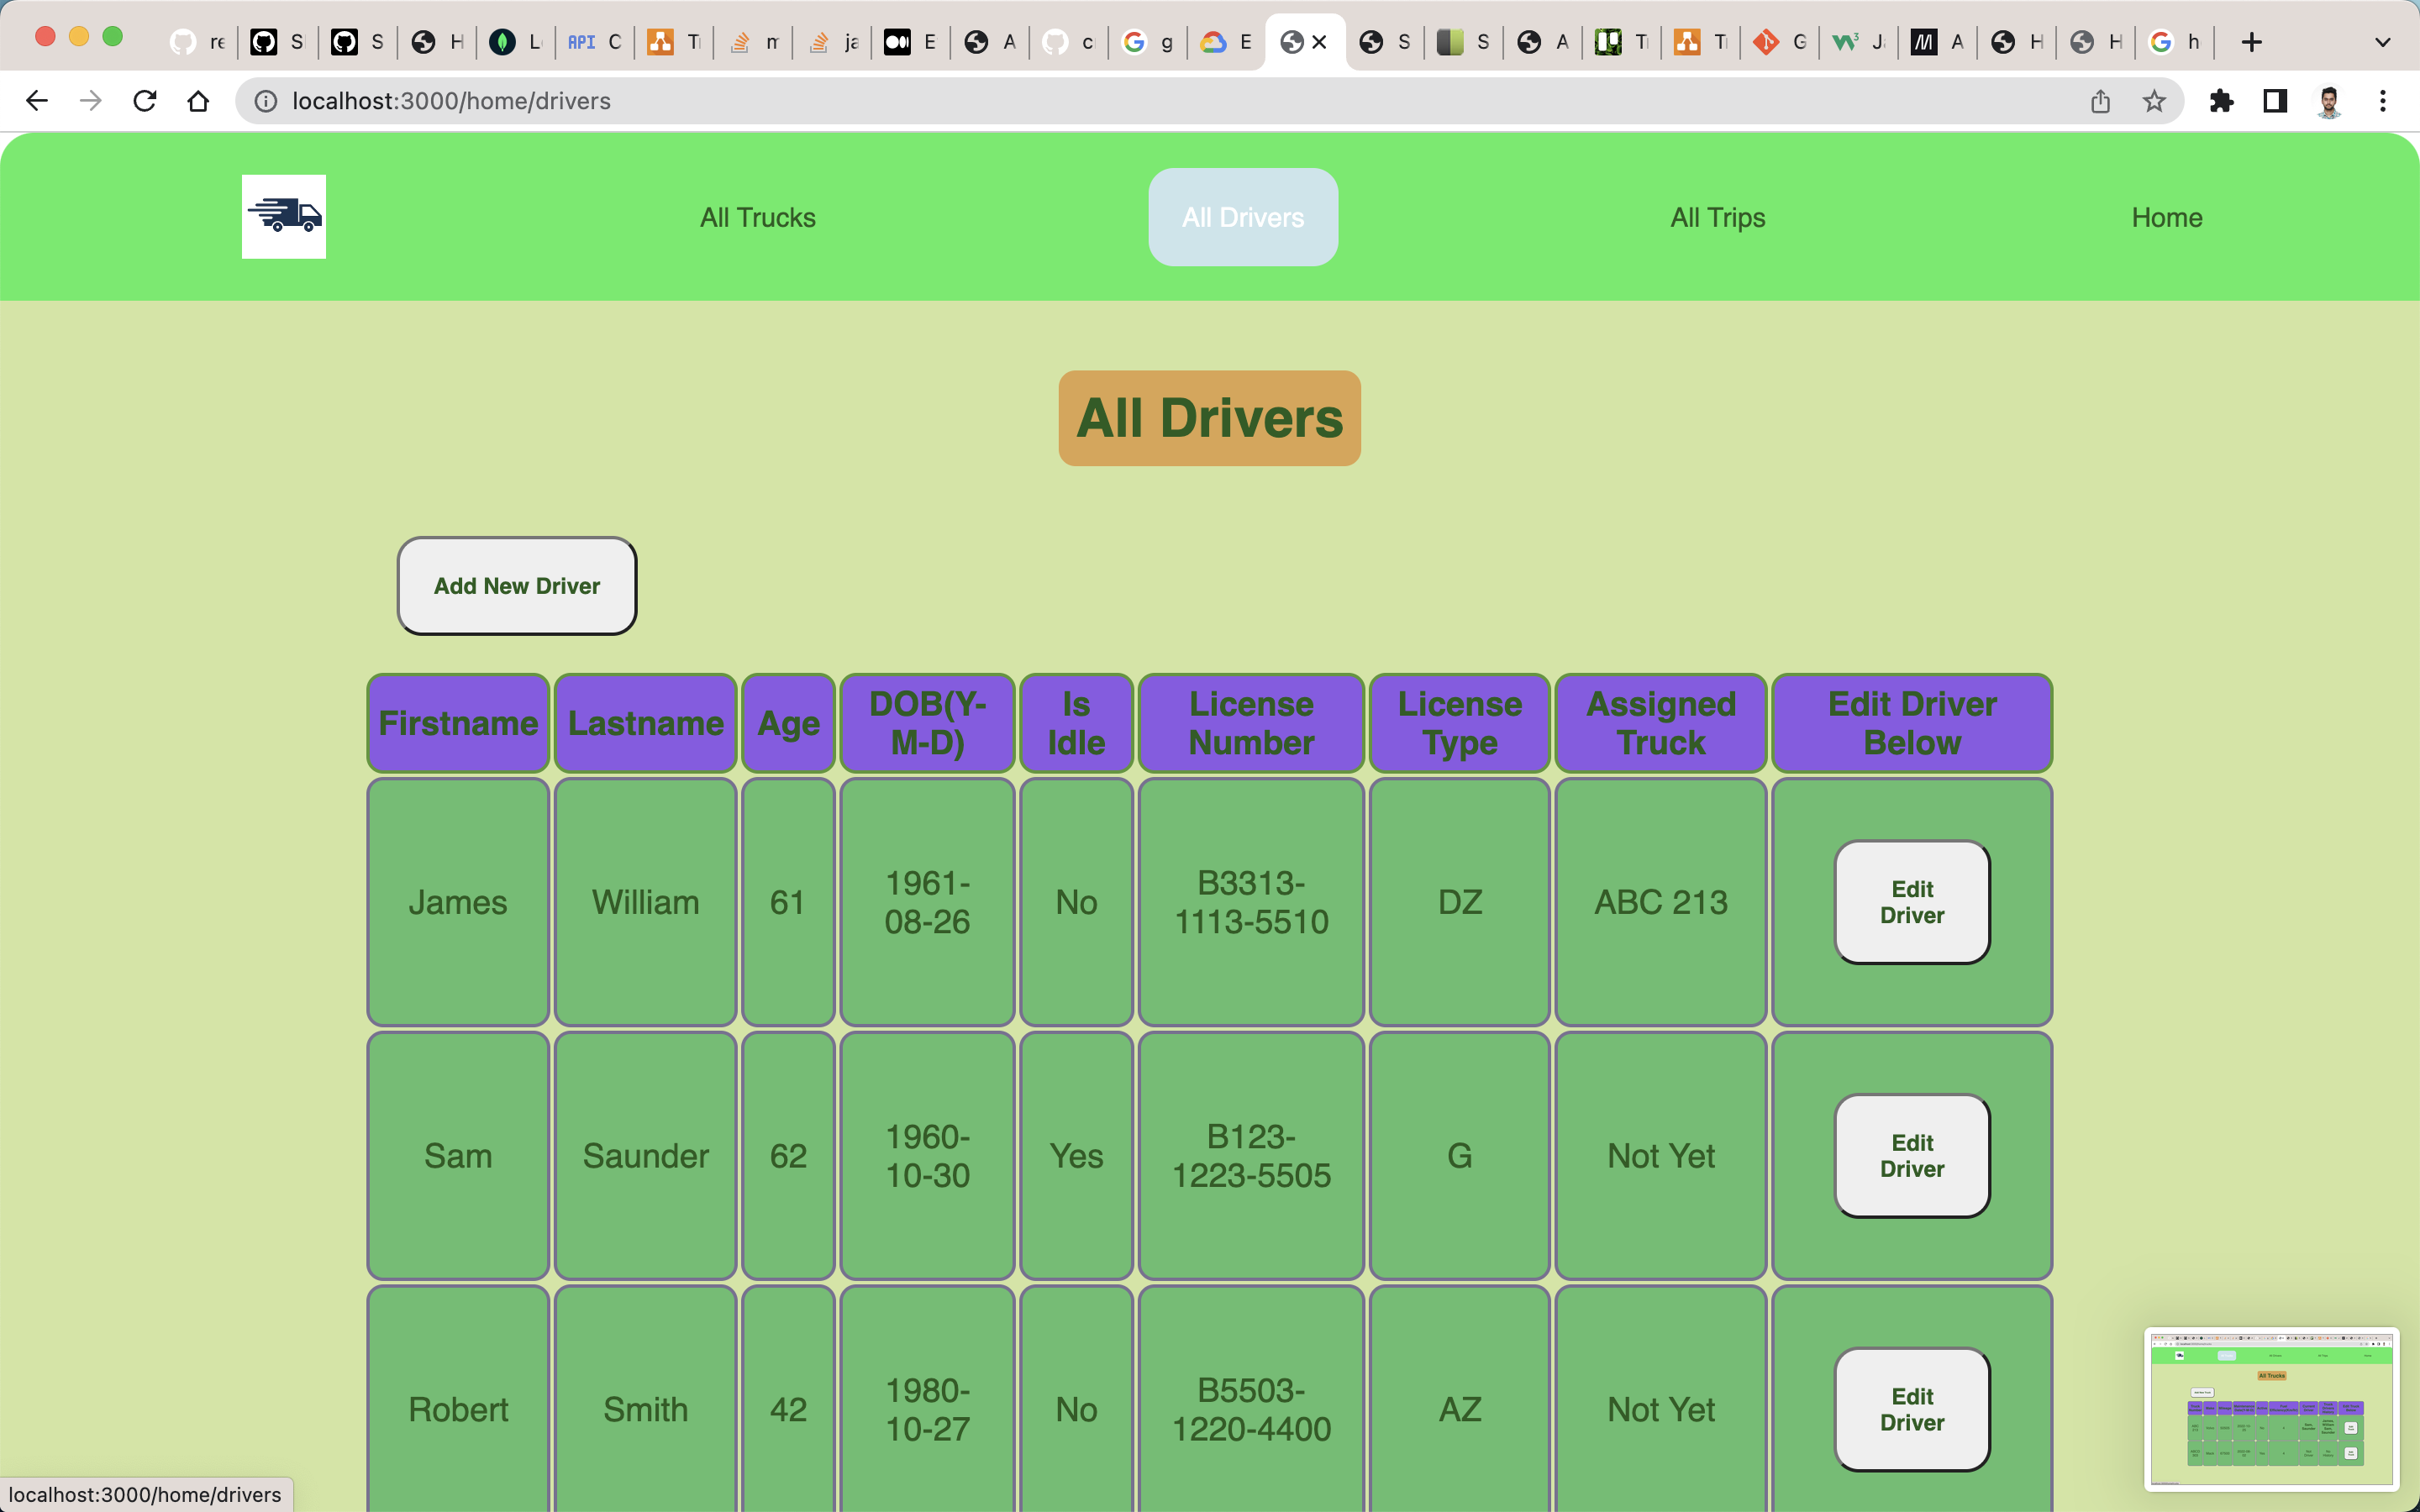 re
S
S
H
L
API C
T
m
ja
E
A
c
g
E
S
S
A
T
T
G
J
A
H
H
h
localhost:3000/home/drivers
All Trucks
All Drivers
All Trips
Home
All Drivers
Add New Driver
Firstname
Lastname
Age
DOB(Y-
M-D)
Is
Idle
License
Number
License
Type
Assigned
Truck
Edit Driver
Below
James
William
61
1961-
08-26
No
B3313-
1113-5510
DZ
ABC 213
Edit
Driver
Sam
Saunder
62
1960-
10-30
Yes
B123-
1223-5505
G
Not Yet
Edit
Driver
Robert
Smith
42
1980-
10-27
No
B5503-
1220-4400
AZ
Not Yet
Edit
Driver
All Trucks
localhost:3000/home/drivers